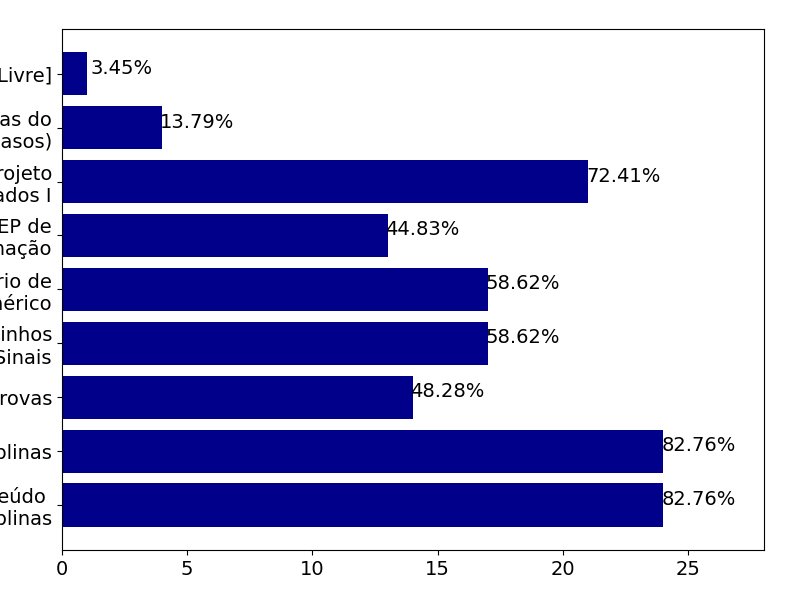 Livre] 3.45%
as do
asos) 13.79%
rojeto
ados I 72.41%
EP de
nação 44.83%
rio de
nérico 58.62%
inhos
Sinais 58.62%
rovas 48.28%
plinas 82.76%
eúdo
plinas 82.76%
0 5 10 15 20 25